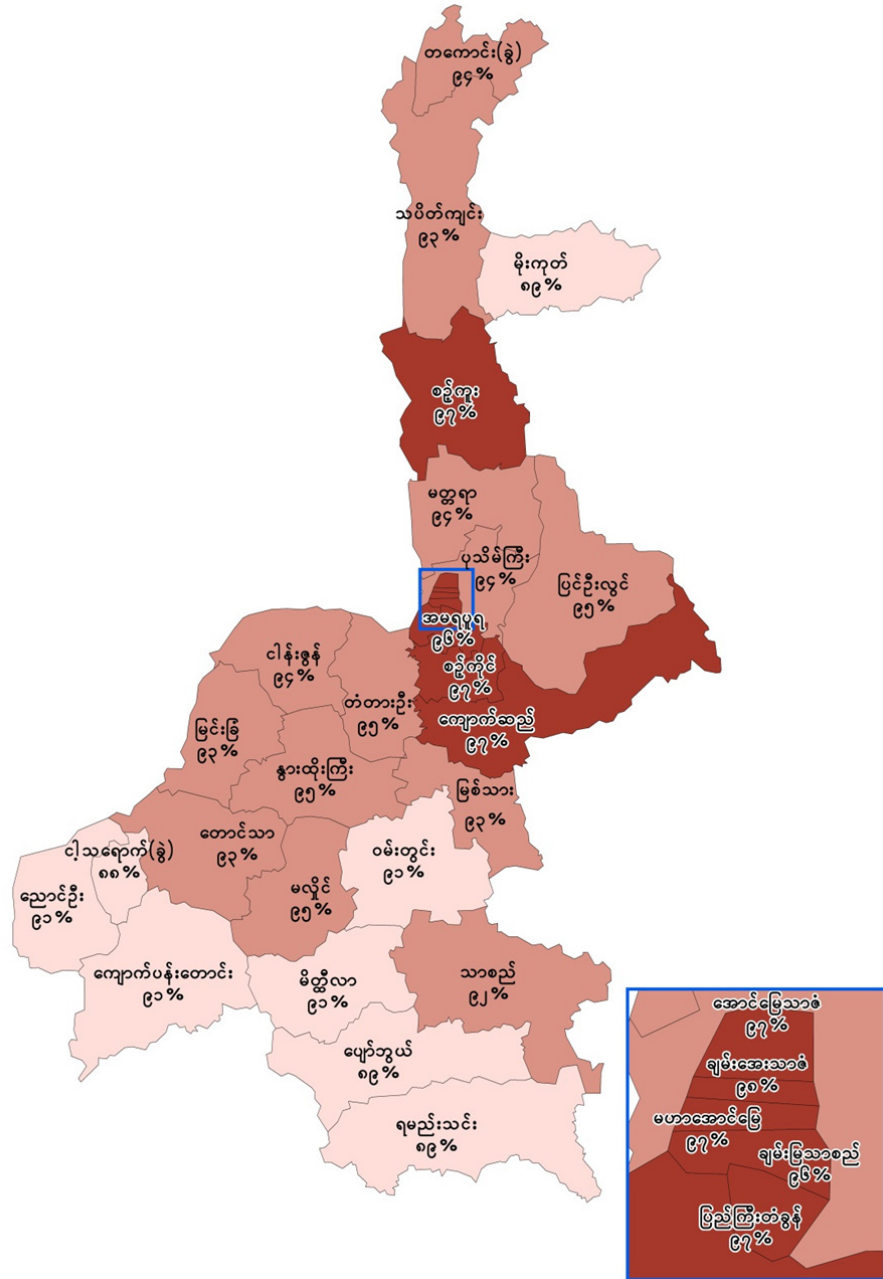 တကောင်း(ခွဲ)
၉၄%
သပိတ်ကျင်း
၉၃%
မိုးကုတ်
၈၉%
စဉ့်ကူး
၉၇%
မတ္တရာ
၉၄%
ပုသိမ်ကြီး
၉၄%
ပြင်ဦးလွင်
၉၅%
အမရပူရ
၉၆%
စဉ့်ကိုင်
၉၇%
ငါန်းဇွန်
၉၄%
တံတားဦး
၉၅%
ကျောက်ဆည်
၉၇%
မြင်းခြံ
၉၃%
နွားထိုးကြီး
၉၅%
မြစ်သား
၉၃%
တောင်သာ
၉၃%
ငါ့သရောက်(ခွဲ)
၈၈%
ဝမ်းတွင်း
၉၁%
ညောင်ဦး
၉၁%
မလှိုင်
၉၅%
ကျောက်ပန်းတောင်း
၉၁%
မိတ္ထီလာ
၉၁%
သာစည်
၉၂%
ပျော်ဘွယ်
၈၉%
ရမည်းသင်း
၈၉%
အောင်မြေသာဇံ
၉၇%
ချမ်းအေးသာဇံ
၉၈%
မဟာအောင်မြေ
၉၇%
ချမ်းမြသာစည်
၉၆%
ပြည်ကြီးတံခွန်
၉၇%